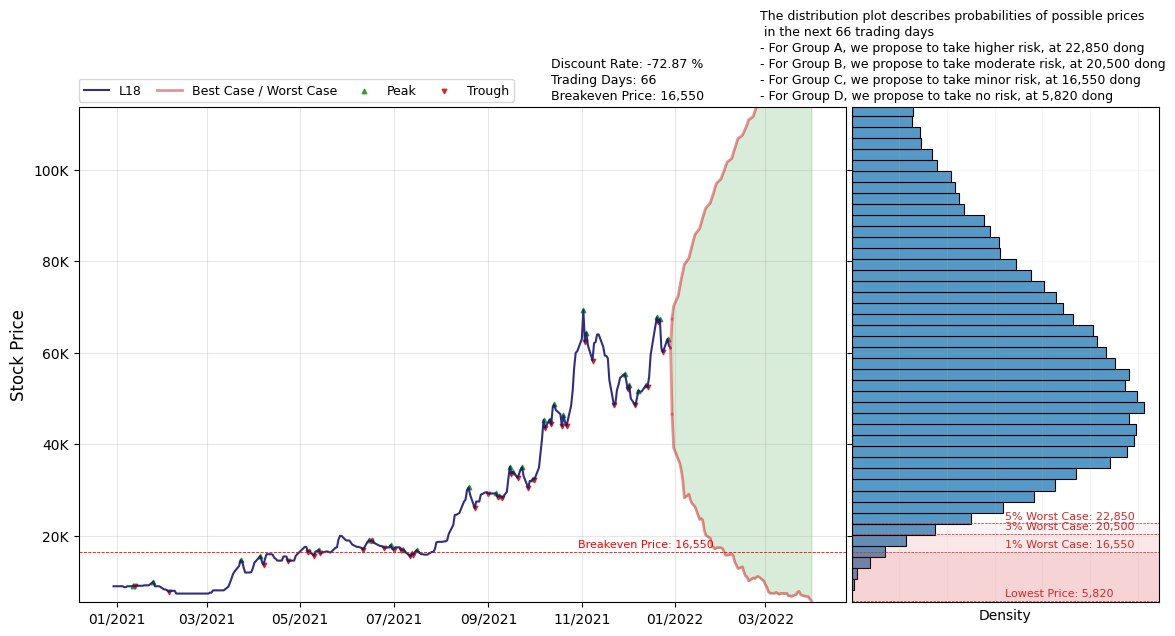 The distribution plot describes probabilities of possible prices
in the next 66 trading days
- For Group A, we propose to take higher risk, at 22,850 dong
- For Group B, we propose to take moderate risk, at 20,500 dong
- For Group C, we propose to take minor risk, at 16,550 dong
- For Group D, we propose to take no risk, at 5,820 dong
Discount Rate: -72.87 %
Trading Days: 66
Breakeven Price: 16,550
L18
Best Case / Worst Case
Peak
Trough
Stock Price
100K
80K
60K
40K
20K
Breakeven Price: 16,550
01/2021
03/2021
05/2021
07/2021
09/2021
11/2021
01/2022
03/2022
5% Worst Case: 22,850
3% Worst Case: 20,500
1% Worst Case: 16,550
Lowest Price: 5,820
Density